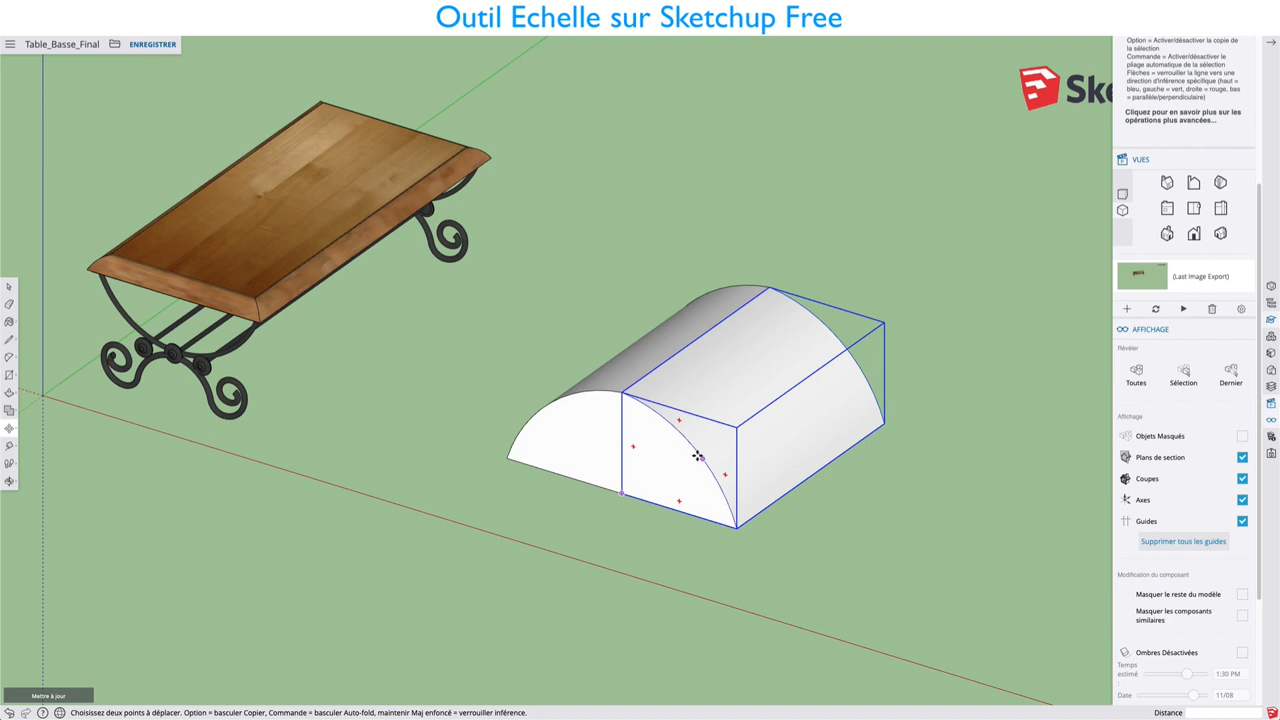 Outil Echelle sur Sketchup Free
Table_Basse_Final
ENREGISTRER
Ske
Option = Activer/désactiver la copie de
la sélection
Commande = Activer/désactiver le
pliage automatique de la sélection
Flèches = verrouiller la ligne vers une
direction d'inférence spécifique (haut =
bleu, gauche = vert, droite = rouge, bas
= parallèle/perpendiculaire)
Cliquez pour en savoir plus sur les
opérations plus avancées...
VUES
(Last Image Export)
AFFICHAGE
Révéler
Toutes
Sélection
Dernier
Affichage
Objets Masqués
Plans de section
Coupes
Axes
Guides
Supprimer tous les guides
Modification du composant
Masquer le reste du modèle
Masquer les composants
similaires
Ombres Désactivées
Temps
estimé
:
1:30 PM
Date
11/08
Mettre à jour
Choisissez deux points à déplacer. Option = basculer Copier, Commande = basculer Auto-fold, maintenir Maj enfoncé = verrouiller inférence.
Distance